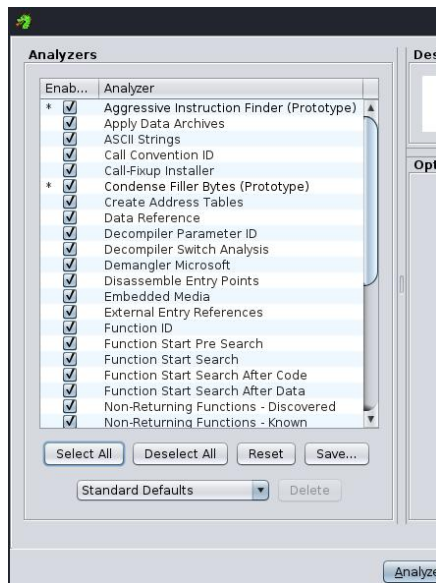 Analyzers
Des
Enab... Analyzer
* Aggressive Instruction Finder (Prototype)
Apply Data Archives
ASCII Strings
Call Convention ID
Call-Fixup Installer
* Condense Filler Bytes (Prototype)
Create Address Tables
Data Reference
Decompiler Parameter ID
Decompiler Switch Analysis
Demangler Microsoft
Disassemble Entry Points
Embedded Media
External Entry References
Function ID
Function Start Pre Search
Function Start Search
Function Start Search After Code
Function Start Search After Data
Non-Returning Functions - Discovered
Non-Returning Functions - Known
Opt
Select All Deselect All Reset Save...
Standard Defaults Delete
Analyze